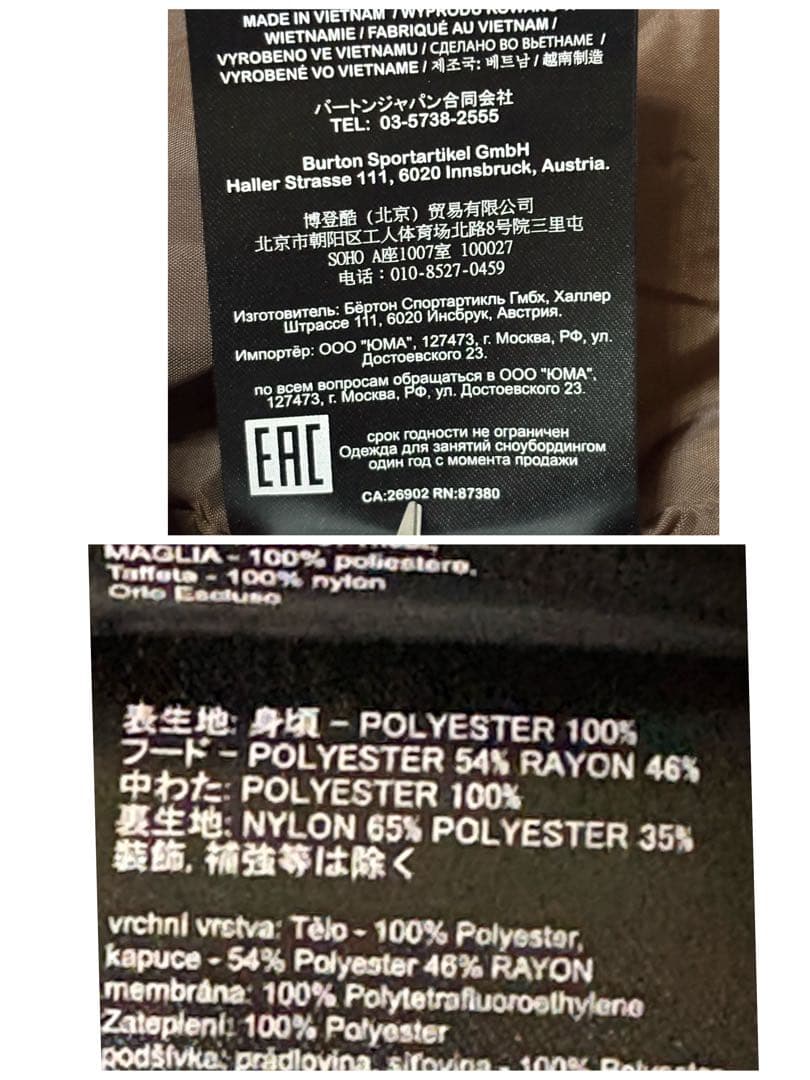 MADE IN VIETNAM / WYPRODUKOWANO W
WIETNAMIE / FABRIQUÉ AU VIETNAM /
VYROBENO VE VIETNAMU / СДЕЛАНО ВО ВЬЕТНАМЕ /
VYROBENÉ VO VIETNAME / 제조국: 베트남 / 越南制造
バートンジャパン合同会社
TEL: 03-5738-2555
Burton Sportartikel GmbH
Haller Strasse 111, 6020 Innsbruck, Austria.
博登酷（北京）贸易有限公司
北京市朝阳区工人体育场北路8号院三里屯
SOHO A座1007室 100027
电话：010-8527-0459
Изготовитель: Бёртон Спортартикль Гмбх, Халлер
Штрассе 111, 6020 Инсбрук, Австрия.
Импортёр: ООО "ЮМА", 127473, г. Москва, РФ, ул.
Достоевского 23.
по всем вопросам обращаться в ООО "ЮМА",
127473, г. Москва, РФ, ул. Достоевского 23.
EAC
срок годности не ограничен
Одежда для занятий сноубордингом
один год с момента продажи
CA:26902 RN:87380
MAGLIA - 100% poliestere,
Taffeta - 100% nylon
Orlo Escluso
表生地: 身頃 - POLYESTER 100%
フード - POLYESTER 54% RAYON 46%
中わた: POLYESTER 100%
裏生地: NYLON 65% POLYESTER 35%
装飾, 補強等は除く
vrchní vrstva: Tělo - 100% Polyester,
kapuce - 54% Polyester 46% RAYON
membrána: 100% Polytetrafluoroethylene
Zateplení: 100% Polyester
podšívka: prádlovina, síťovina - 100% Polyester